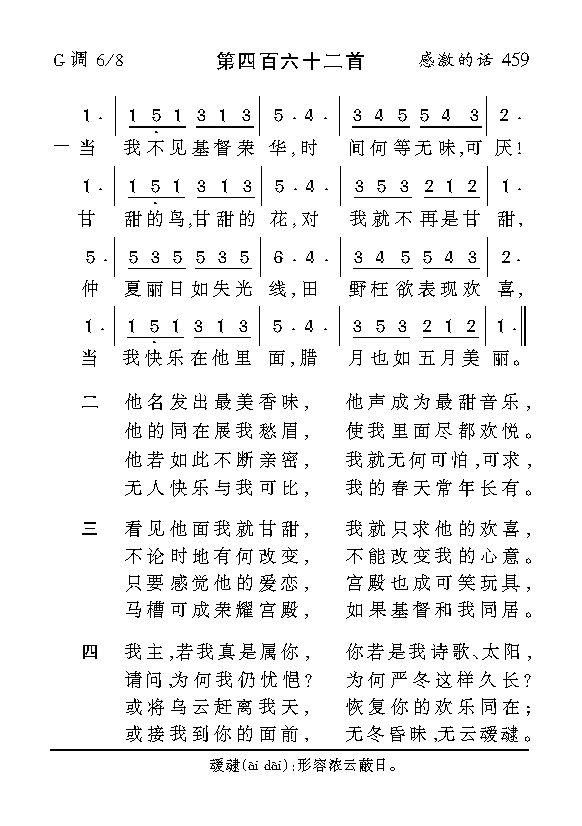 G 调 6/8 第四百六十二首 感激的话 459
1· | 1 5 1 3 1 3 | 5· 4· | 3 4 5 5 4 3 | 2·
一 当 我不见基督荣 华,时 间何等无味,可 厌!
1· | 1 5 1 3 1 3 | 5· 4· | 3 5 3 2 1 2 | 1·
甘 甜的鸟,甘甜的 花,对 我就不再是甘 甜,
5· | 5 3 5 5 3 5 | 6· 4· | 3 4 5 5 4 3 | 2·
仲 夏丽日如失光 线,田 野枉欲表现欢 喜,
1· | 1 5 1 3 1 3 | 5· 4· | 3 5 3 2 1 2 | 1·
当 我快乐在他里 面,腊 月也如五月美 丽。
二 他名发出最美香味, 他声成为最甜音乐,
他的同在展我愁眉, 使我里面尽都欢悦。
他若如此不断亲密, 我就无何可怕,可求,
无人快乐与我可比, 我的春天常年长有。
三 看见他面我就甘甜, 我就只求他的欢喜,
不论时地有何改变, 不能改变我的心意。
只要感觉他的爱恋, 宫殿也成可笑玩具,
马槽可成荣耀宫殿, 如果基督和我同居。
四 我主,若我真是属你, 你若是我诗歌、太阳,
请问,为何我仍忧悒? 为何严冬这样久长?
或将乌云赶离我天, 恢复你的欢乐同在;
或接我到你的面前, 无冬昏昧,无云叆叇。
叆叇(ài dài):形容浓云蔽日。